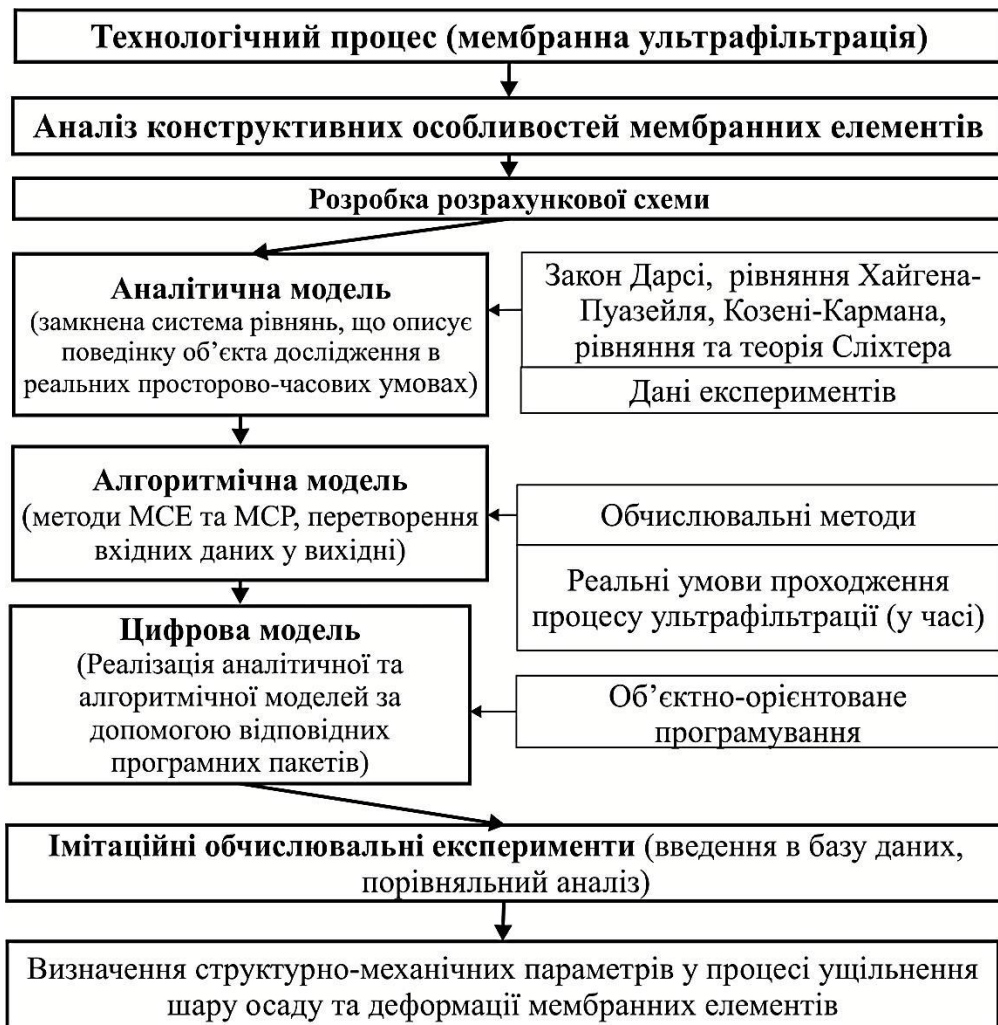 Технологічний процес (мембранна ультрафільтрація)
Аналіз конструктивних особливостей мембранних елементів
Розробка розрахункової схеми
Аналітична модель
(замкнена система рівнянь, що описує
поведінку об’єкта дослідження в
реальних просторово-часових умовах)
Закон Дарсі, рівняння Хайгена-
Пуазейля, Козені-Кармана,
рівняння та теорія Сліхтера
Дані експериментів
Алгоритмічна модель
(методи МСЕ та МСР, перетворення
вхідних даних у вихідні)
Обчислювальні методи
Реальні умови проходження
процесу ультрафільтрації (у часі)
Цифрова модель
(Реалізація аналітичної та
алгоритмічної моделей за
допомогою відповідних
програмних пакетів)
Об’єктно-орієнтоване
програмування
Імітаційні обчислювальні експерименти (введення в базу даних,
порівняльний аналіз)
Визначення структурно-механічних параметрів у процесі ущільнення
шару осаду та деформації мембранних елементів